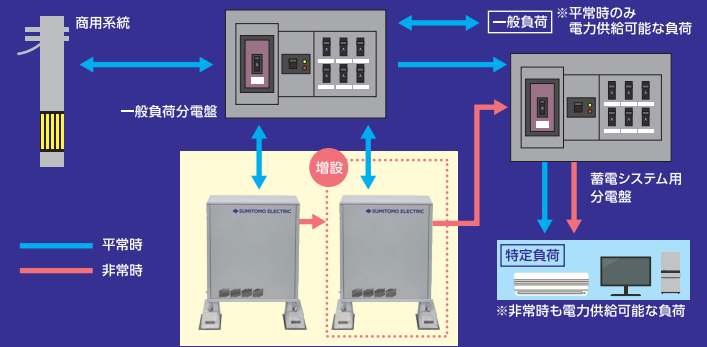 商用系統
一般負荷
※平常時のみ
電力供給可能な負荷
一般負荷分電盤
増設
SUMITOMO ELECTRIC
SUMITOMO ELECTRIC
蓄電システム用
分電盤
平常時
非常時
特定負荷
※非常時も電力供給可能な負荷